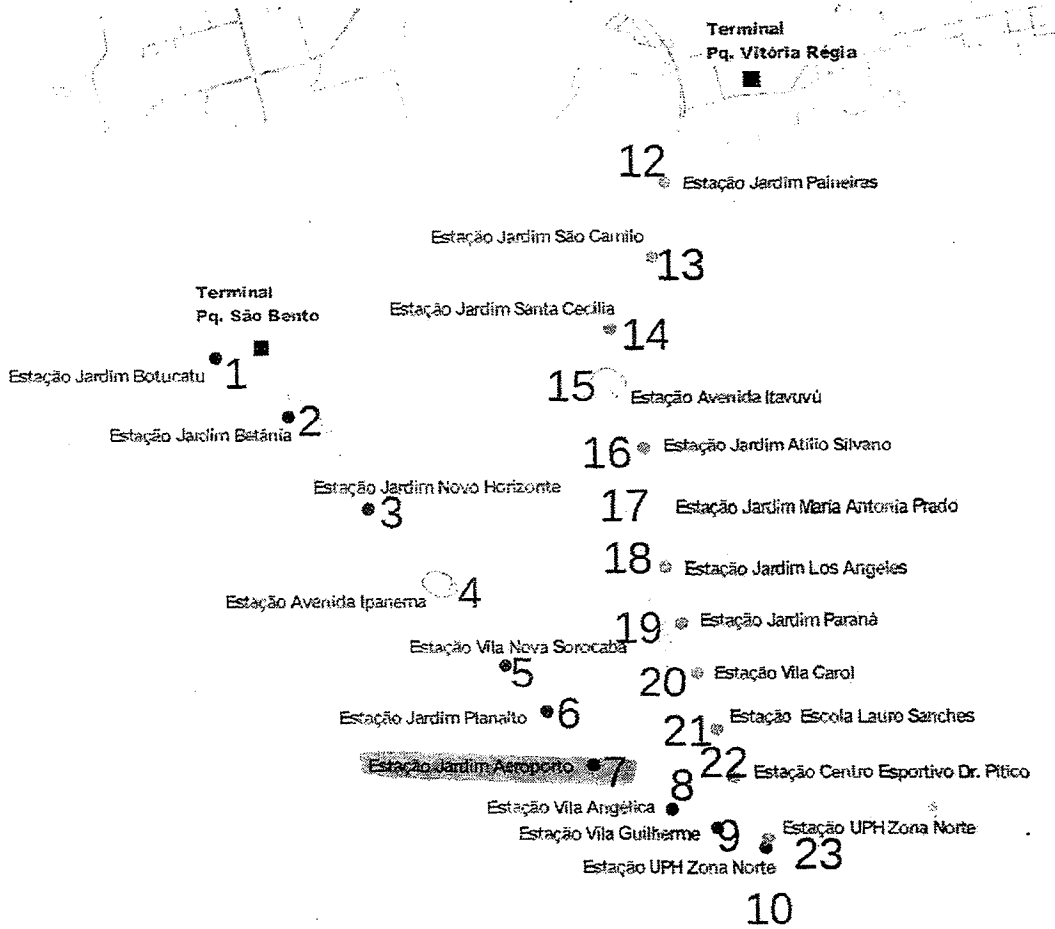 Terminal
Pq. Vitória Régia
12
Estação Jardim Paineiras
Estação Jardim São Camilo
13
Terminal
Pq. São Bento
Estação Jardim Santa Cecília
14
Estação Jardim Botucatu
1
15
Estação Avenida Itavuvú
2
Estação Jardim Betânia
16
Estação Jardim Atílio Silvano
Estação Jardim Novo Horizonte
3
17
Estação Jardim Maria Antonia Prado
18
Estação Jardim Los Angeles
4
Estação Avenida Ipanema
19
Estação Jardim Paraná
Estação Vila Nova Sorocaba
5
20
Estação Vila Carol
6
Estação Jardim Planalto
21
Estação Escola Lauro Sanches
Estação Jardim Aeroporto
7
22
Estação Centro Esportivo Dr. Pitico
8
Estação Vila Angélica
Estação Vila Guilherme
9
Estação UPH Zona Norte
23
Estação UPH Zona Norte
10